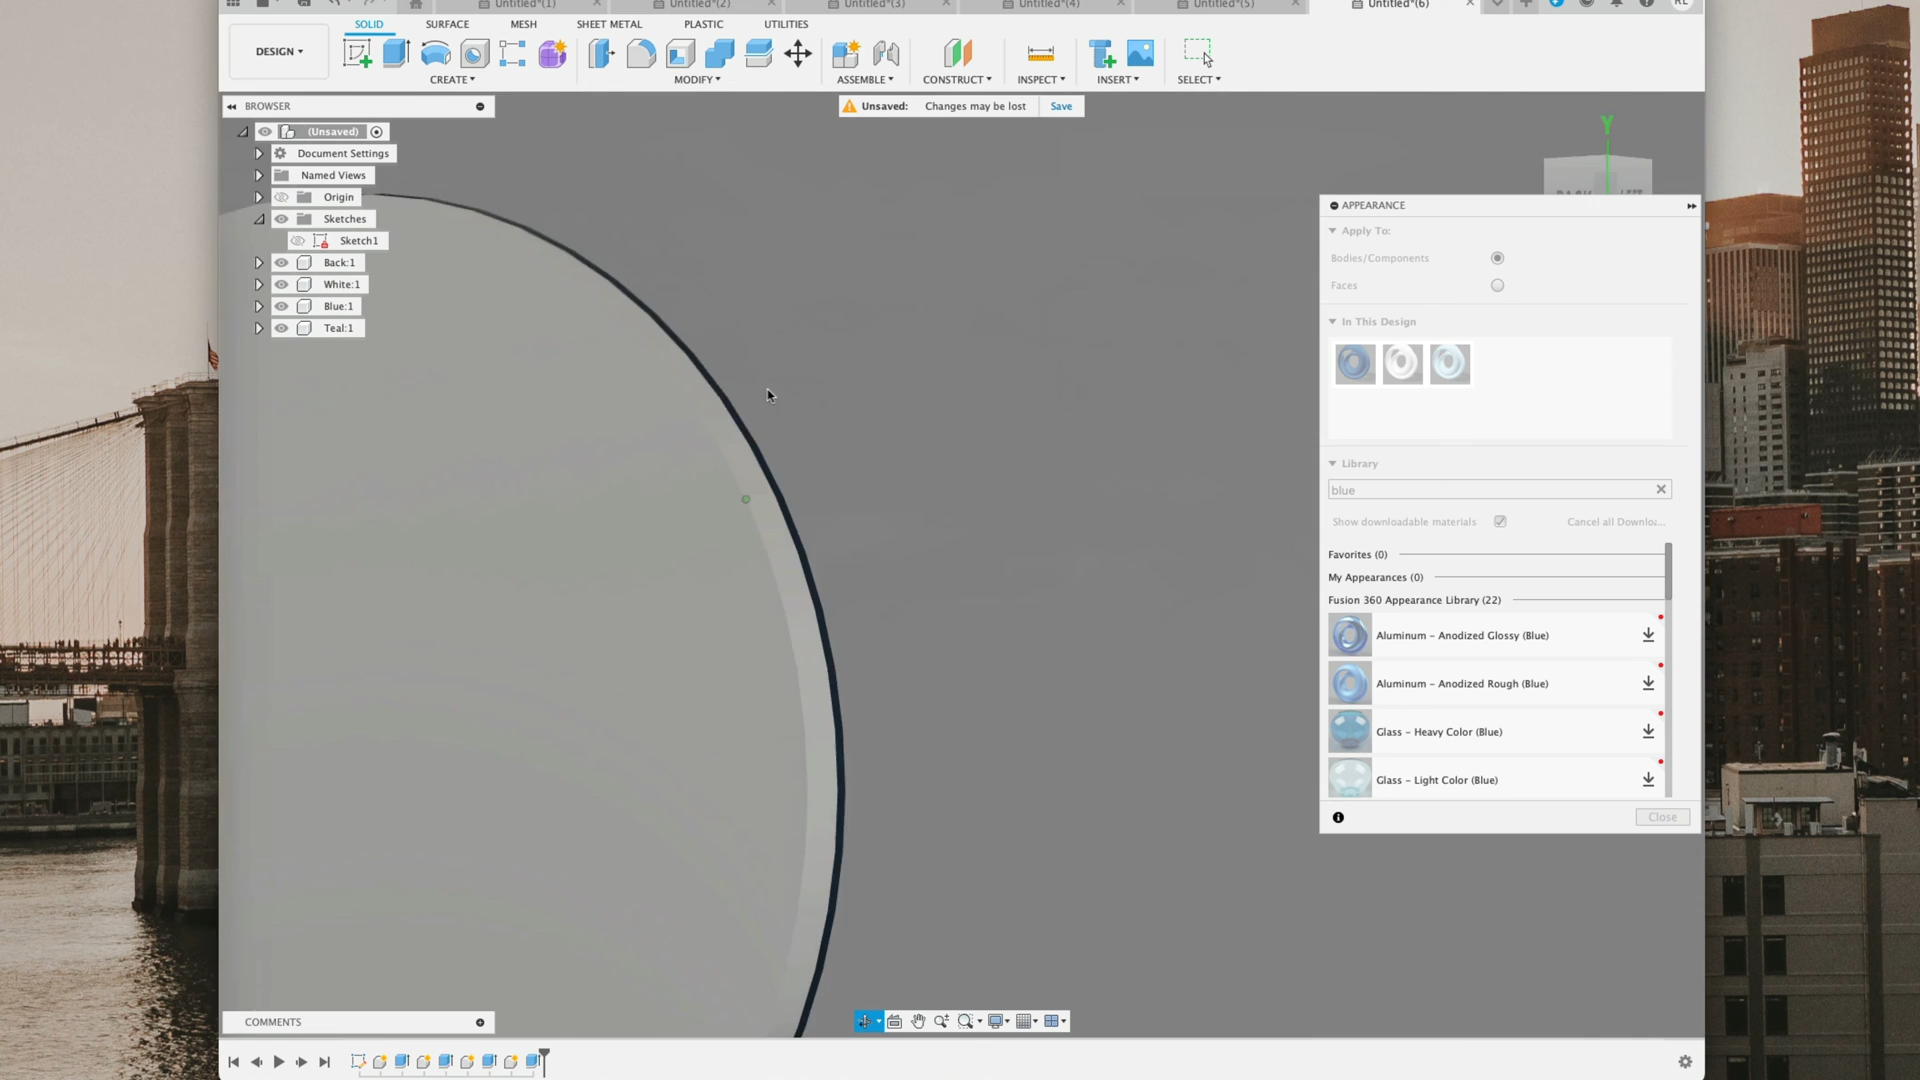 Untitled*(1)
Untitled*(2)
Untitled*(3)
Untitled*(4)
Untitled*(5)
Untitled*(6)
RL
SOLID
SURFACE
MESH
SHEET METAL
PLASTIC
UTILITIES
DESIGN
CREATE
MODIFY
ASSEMBLE
CONSTRUCT
INSPECT
INSERT
SELECT
BROWSER
Unsaved: Changes may be lost Save
(Unsaved)
Document Settings
Named Views
Origin
Sketches
Sketch1
Back:1
White:1
Blue:1
Teal:1
Y
APPEARANCE
Apply To:
Bodies/Components
Faces
In This Design
Library
blue
Show downloadable materials
Cancel all Downloa...
Favorites (0)
My Appearances (0)
Fusion 360 Appearance Library (22)
Aluminum - Anodized Glossy (Blue)
Aluminum - Anodized Rough (Blue)
Glass - Heavy Color (Blue)
Glass - Light Color (Blue)
Close
COMMENTS